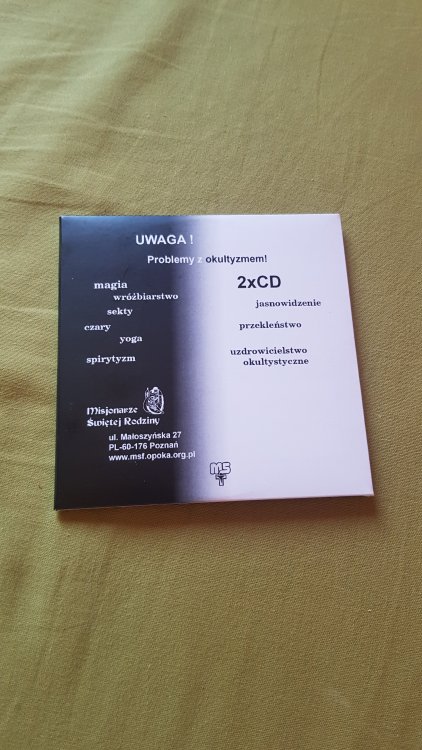 UWAGA !
Problemy z okultyzmem!
magia
wróżbiarstwo
sekty
czary
yoga
spirytyzm
2xCD
jasnowidzenie
przekleństwo
uzdrowicielstwo
okultystyczne
Misjonarze
Świętej Rodziny
ul. Małoszyńska 27
PL-60-176 Poznań
www.msf.opoka.org.pl
MS